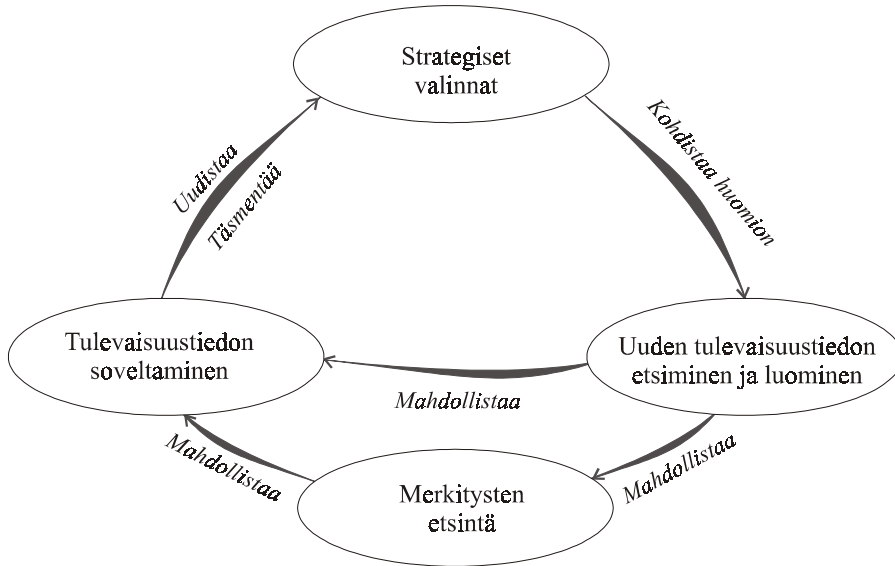 Strategiset
valinnat
Kohdistaa huomion
Uudistaa
Täsmentää
Tulevaisuustiedon
soveltaminen
Uuden tulevaisuustiedon
etsiminen ja luominen
Mahdollistaa
Mahdollistaa
Mahdollistaa
Merkitysten
etsintä